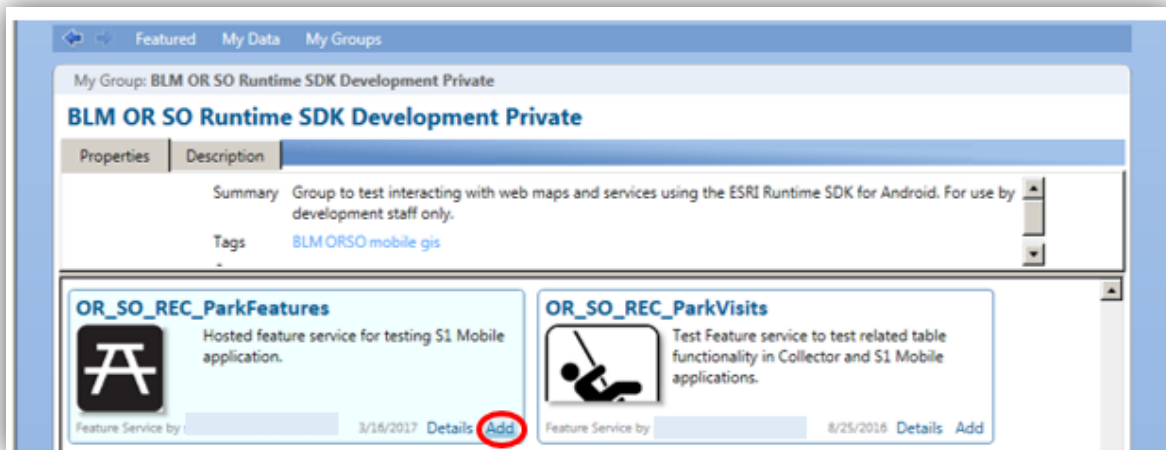 Featured My Data My Groups
My Group: BLM OR SO Runtime SDK Development Private
BLM OR SO Runtime SDK Development Private
Properties Description
Summary Group to test interacting with web maps and services using the ESRI Runtime SDK for Android. For use by
development staff only.
Tags BLM ORSO mobile gis
OR_SO_REC_ParkFeatures
Hosted feature service for testing S1 Mobile
application.
Feature Service by 3/16/2017 Details Add
OR_SO_REC_ParkVisits
Test Feature service to test related table
functionality in Collector and S1 Mobile
applications.
Feature Service by 8/25/2016 Details Add